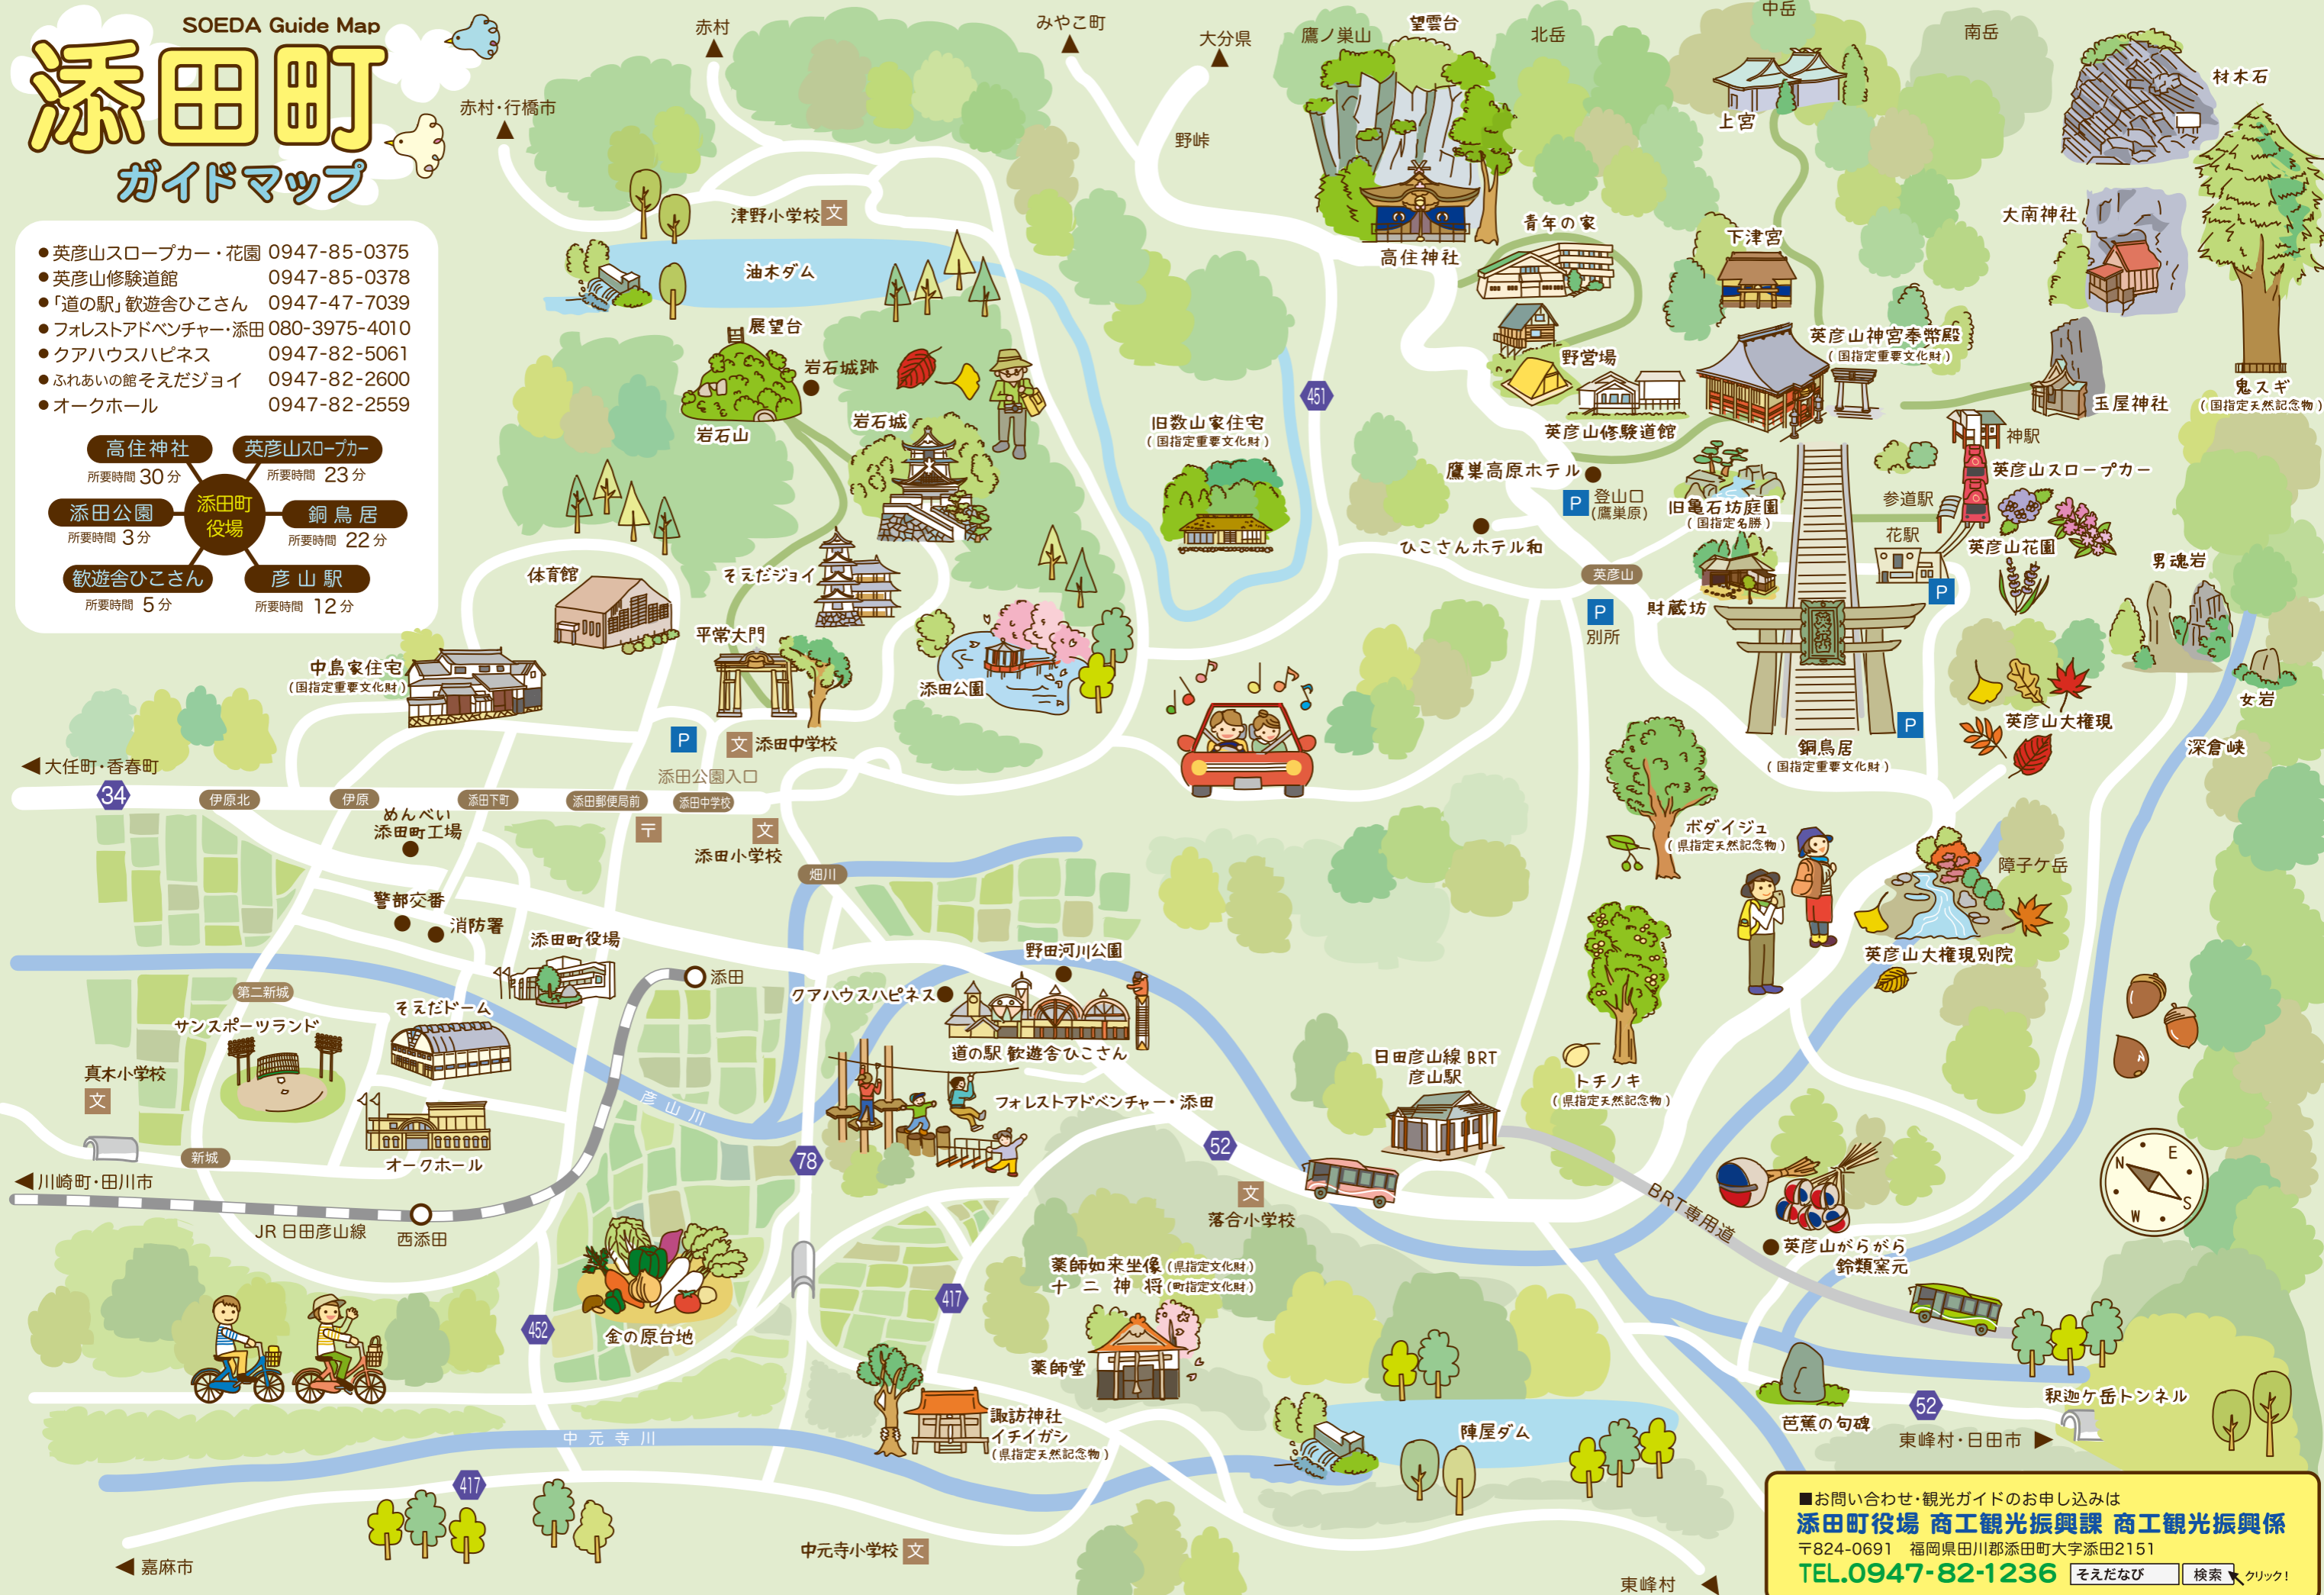 SOEDA Guide Map
添田町
ガイドマップ
●英彦山スロープカー・花園 0947-85-0375
●英彦山修験道館 0947-85-0378
●「道の駅」歓遊舎ひこさん 0947-47-7039
●フォレストアドベンチャー・添田 080-3975-4010
●クアハウスハピネス 0947-82-5061
●ふれあいの館そえだジョイ 0947-82-2600
●オークホール 0947-82-2559
高住神社
所要時間 30分
英彦山スロープカー
所要時間 23分
添田公園
所要時間 3分
添田町
役場
銅鳥居
所要時間 22分
歓遊舎ひこさん
所要時間 5分
彦山駅
所要時間 12分
赤村・行橋市
赤村
みやこ町
大分県
野峠
鷹ノ巣山
望雲台
北岳
中岳
南岳
上宮
材木石
大南神社
鬼スギ
(国指定天然記念物)
津野小学校
文
油木ダム
高住神社
青年の家
下津宮
野営場
英彦山修験道館
英彦山神宮奉幣殿
(国指定重要文化財)
玉屋神社
神駅
英彦山スロープカー
参道駅
花駅
英彦山花園
P
展望台
岩石城跡
岩石山
岩石城
旧数山家住宅
(国指定重要文化財)
451
鷹巣高原ホテル
P
登山口
(鷹巣原)
旧亀石坊庭園
(国指定名勝)
ひこさんホテル和
英彦山
P
別所
財蔵坊
男魂岩
女岩
深倉峡
英彦山大権現
P
銅鳥居
(国指定重要文化財)
英彦山
体育館
そえだジョイ
平常大門
添田公園
中島家住宅
(国指定重要文化財)
P
文
添田中学校
添田公園入口
大任町・香春町
34
伊原北
伊原
添田下町
添田郵便局前
添田中学校
めんべい
添田町工場
〒
文
添田小学校
畑川
警部交番
消防署
添田町役場
添田
野田河川公園
クアハウスハピネス
道の駅 歓遊舎ひこさん
フォレストアドベンチャー・添田
ボダイジュ
(県指定天然記念物)
トチノキ
(県指定天然記念物)
障子ケ岳
英彦山大権現別院
第二新城
サンスポーツランド
そえだドーム
真木小学校
文
オークホール
新城
川崎町・田川市
JR 日田彦山線
西添田
彦山川
78
52
日田彦山線 BRT
彦山駅
文
落合小学校
BRT専用道
英彦山がらがら
鈴類窯元
N
E
S
W
金の原台地
452
417
薬師如来坐像(県指定文化財)
十二神将(町指定文化財)
薬師堂
諏訪神社
イチイガシ
(県指定天然記念物)
陣屋ダム
芭蕉の句碑
52
釈迦ケ岳トンネル
東峰村・日田市
中元寺川
417
嘉麻市
中元寺小学校
文
東峰村
■お問い合わせ・観光ガイドのお申し込みは
添田町役場 商工観光振興課 商工観光振興係
〒824-0691 福岡県田川郡添田町大字添田2151
TEL.0947-82-1236 そえだなび 検索 クリック!